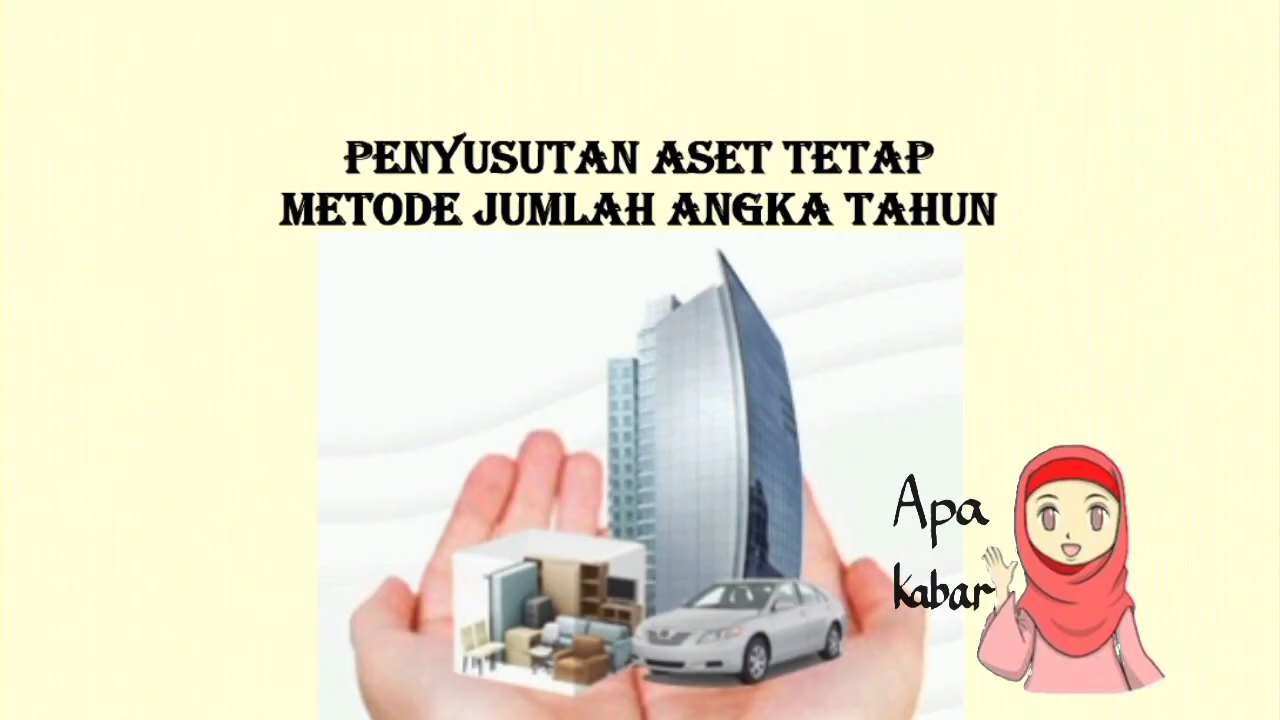 PENYUSUTAN ASET TETAP
METODE JUMLAH ANGKA TAHUN
Apa
kabar